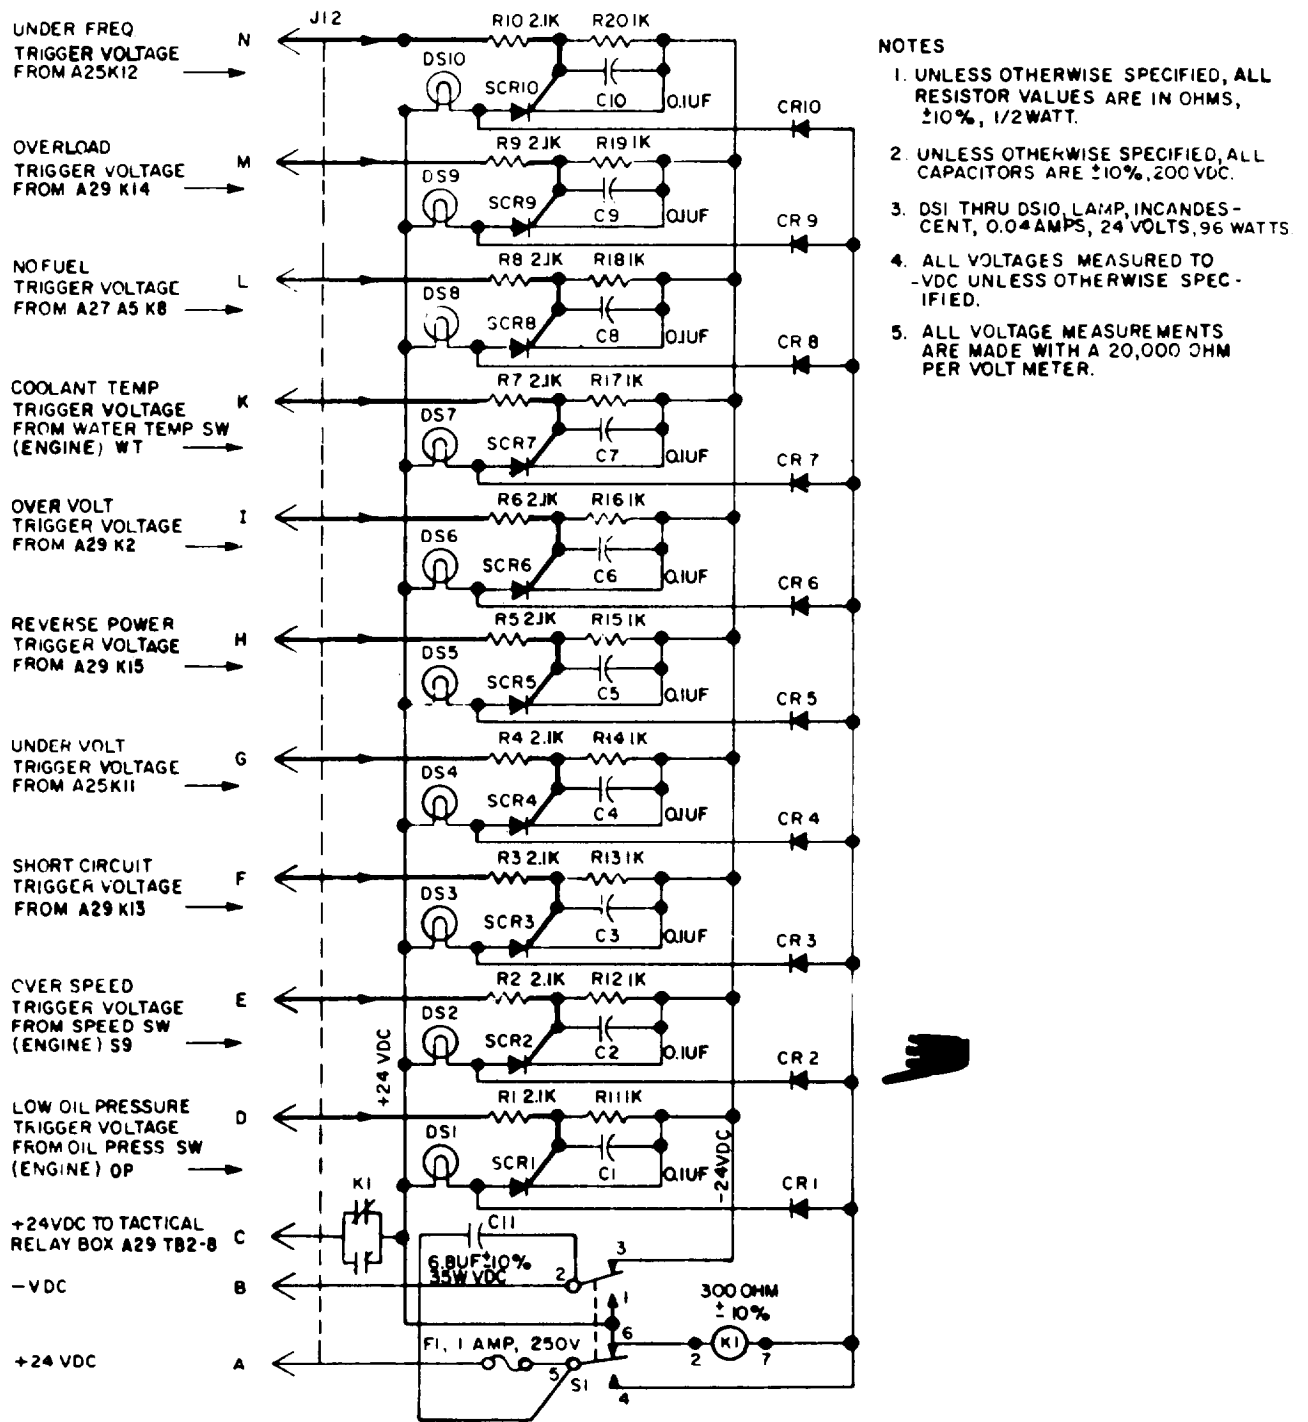 J12
UNDER FREQ
TRIGGER VOLTAGE
FROM A25K12
N
R10 2.1K
R20 1K
DS10
SCR10
C10
0.1UF
CR10
OVERLOAD
TRIGGER VOLTAGE
FROM A29 K14
M
R9 2.1K
R19 1K
DS9
SCR9
C9
0.1UF
CR 9
NO FUEL
TRIGGER VOLTAGE
FROM A27 A5 K8
L
R8 2.1K
R18 1K
DS8
SCR8
C8
0.1UF
CR 8
COOLANT TEMP
TRIGGER VOLTAGE
FROM WATER TEMP SW
(ENGINE) WT
K
R7 2.1K
R17 1K
DS7
SCR7
C7
0.1UF
CR 7
OVER VOLT
TRIGGER VOLTAGE
FROM A29 K2
I
R6 2.1K
R16 1K
DS6
SCR6
C6
0.1UF
CR 6
REVERSE POWER
TRIGGER VOLTAGE
FROM A29 K15
H
R5 2.1K
R15 1K
DS5
SCR5
C5
0.1UF
CR 5
UNDER VOLT
TRIGGER VOLTAGE
FROM A25K11
G
R4 2.1K
R14 1K
DS4
SCR4
C4
0.1UF
CR 4
SHORT CIRCUIT
TRIGGER VOLTAGE
FROM A29 K13
F
R3 2.1K
R13 1K
DS3
SCR3
C3
0.1UF
CR 3
OVER SPEED
TRIGGER VOLTAGE
FROM SPEED SW
(ENGINE) S9
E
R2 2.1K
R12 1K
DS2
SCR2
C2
0.1UF
CR 2
+24 VDC
LOW OIL PRESSURE
TRIGGER VOLTAGE
FROM OIL PRESS SW
(ENGINE) OP
D
R1 2.1K
R11 1K
DS1
SCR1
C1
0.1UF
CR 1
-24VDC
+24VDC TO TACTICAL
RELAY BOX A29 TB2-8
C
K1
C11
6.8UF±10%
35W VDC
-VDC
B
2
3
1
300 OHM
±10%
6
2
K1
7
+24 VDC
A
F1, 1 AMP, 250V
5
S1
4
NOTES
1. UNLESS OTHERWISE SPECIFIED, ALL
RESISTOR VALUES ARE IN OHMS,
±10%, 1/2 WATT.
2. UNLESS OTHERWISE SPECIFIED, ALL
CAPACITORS ARE ±10%, 200 VDC.
3. DS1 THRU DS10, LAMP, INCANDES-
CENT, 0.04 AMPS, 24 VOLTS, 96 WATTS
4. ALL VOLTAGES MEASURED TO
-VDC UNLESS OTHERWISE SPEC-
IFIED.
5. ALL VOLTAGE MEASUREMENTS
ARE MADE WITH A 20,000 OHM
PER VOLT METER.